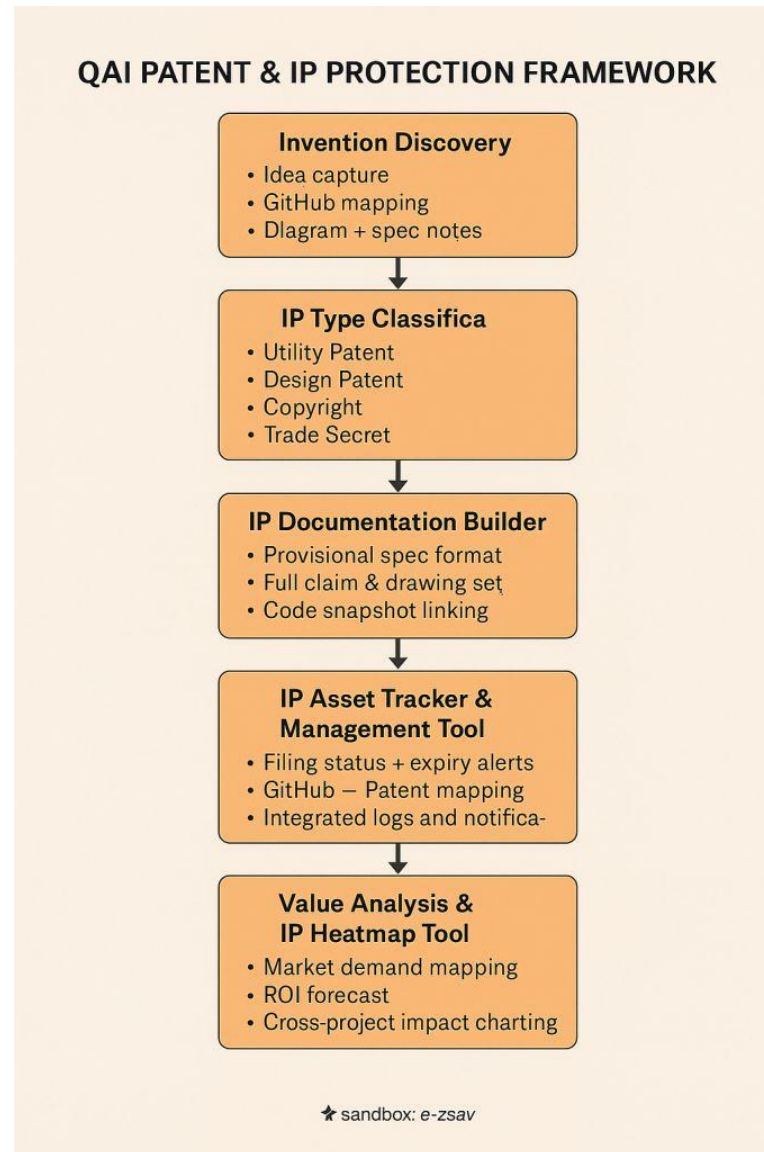 QAI PATENT & IP PROTECTION FRAMEWORK
Invention Discovery
• Idea capture
• GitHub mapping
• Dlagram + spec notes
IP Type Classifica
• Utility Patent
• Design Patent
• Copyright
• Trade Secret
IP Documentation Builder
• Provisional spec format
• Full claim & drawing set
• Code snapshot linking
IP Asset Tracker &
Management Tool
• Filing status + expiry alerts
• GitHub — Patent mapping
• Integrated logs and notifica-
Value Analysis &
IP Heatmap Tool
• Market demand mapping
• ROI forecast
• Cross-project impact charting
sandbox: e-zsav